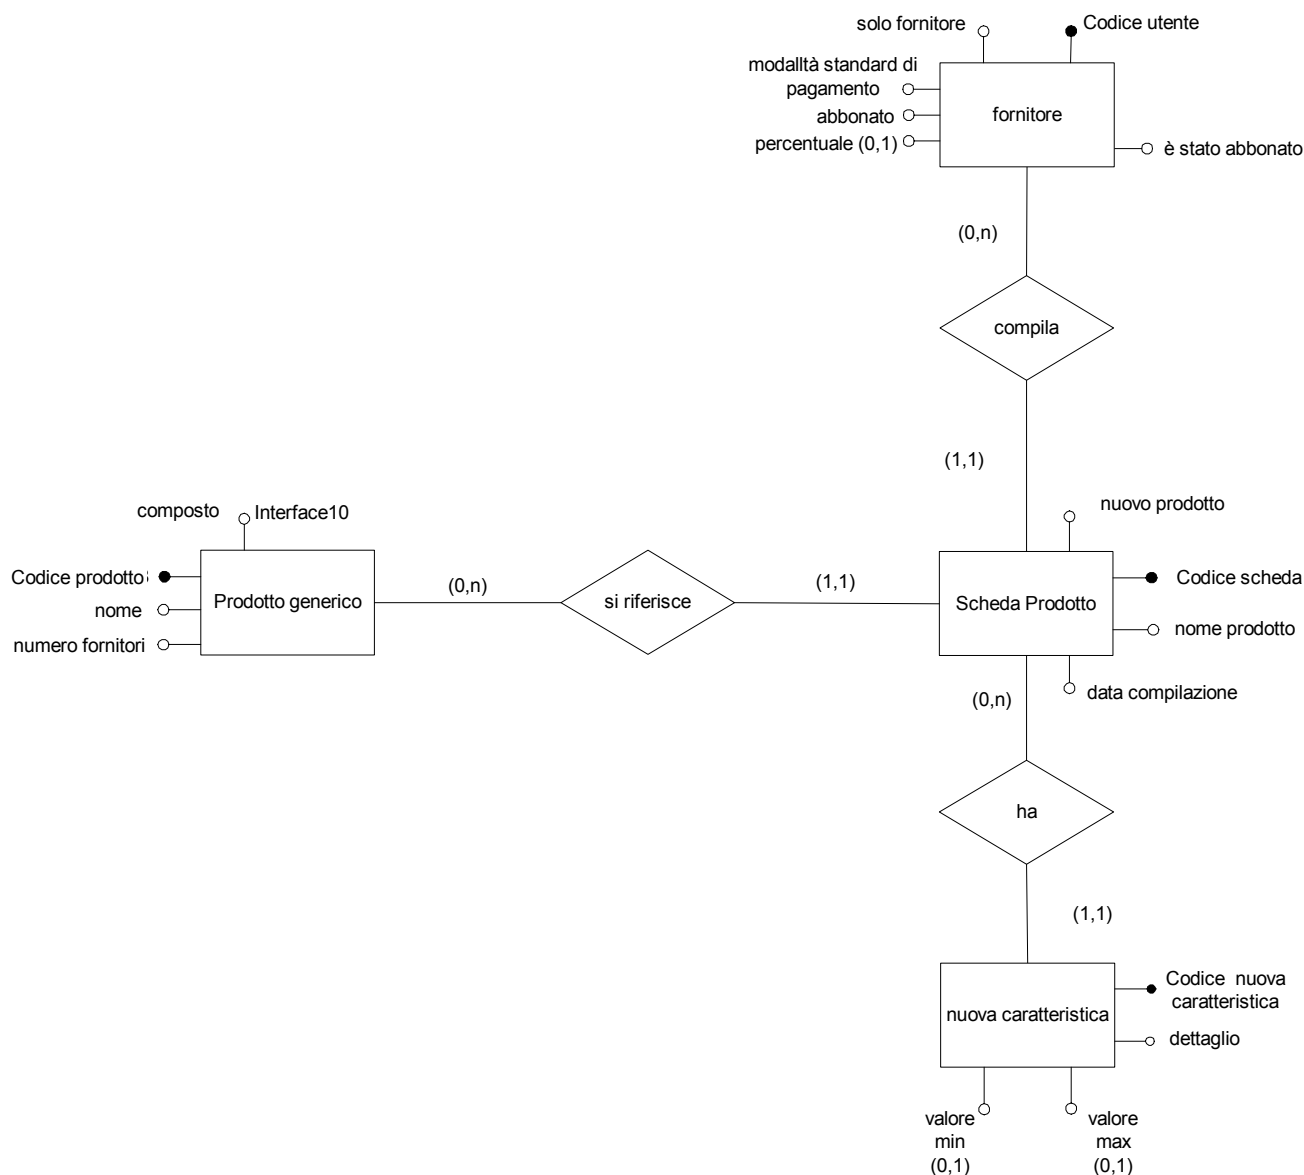 solo fornitore
Codice utente
modalltà standard di
pagamento
abbonato
percentuale (0,1)
fornitore
è stato abbonato
(0,n)
compila
(1,1)
nuovo prodotto
composto
Interface10
Codice prodotto
nome
numero fornitori
Prodotto generico
(0,n)
si riferisce
(1,1)
Scheda Prodotto
Codice scheda
nome prodotto
data compilazione
(0,n)
ha
(1,1)
nuova caratteristica
Codice nuova
caratteristica
dettaglio
valore
min
(0,1)
valore
max
(0,1)